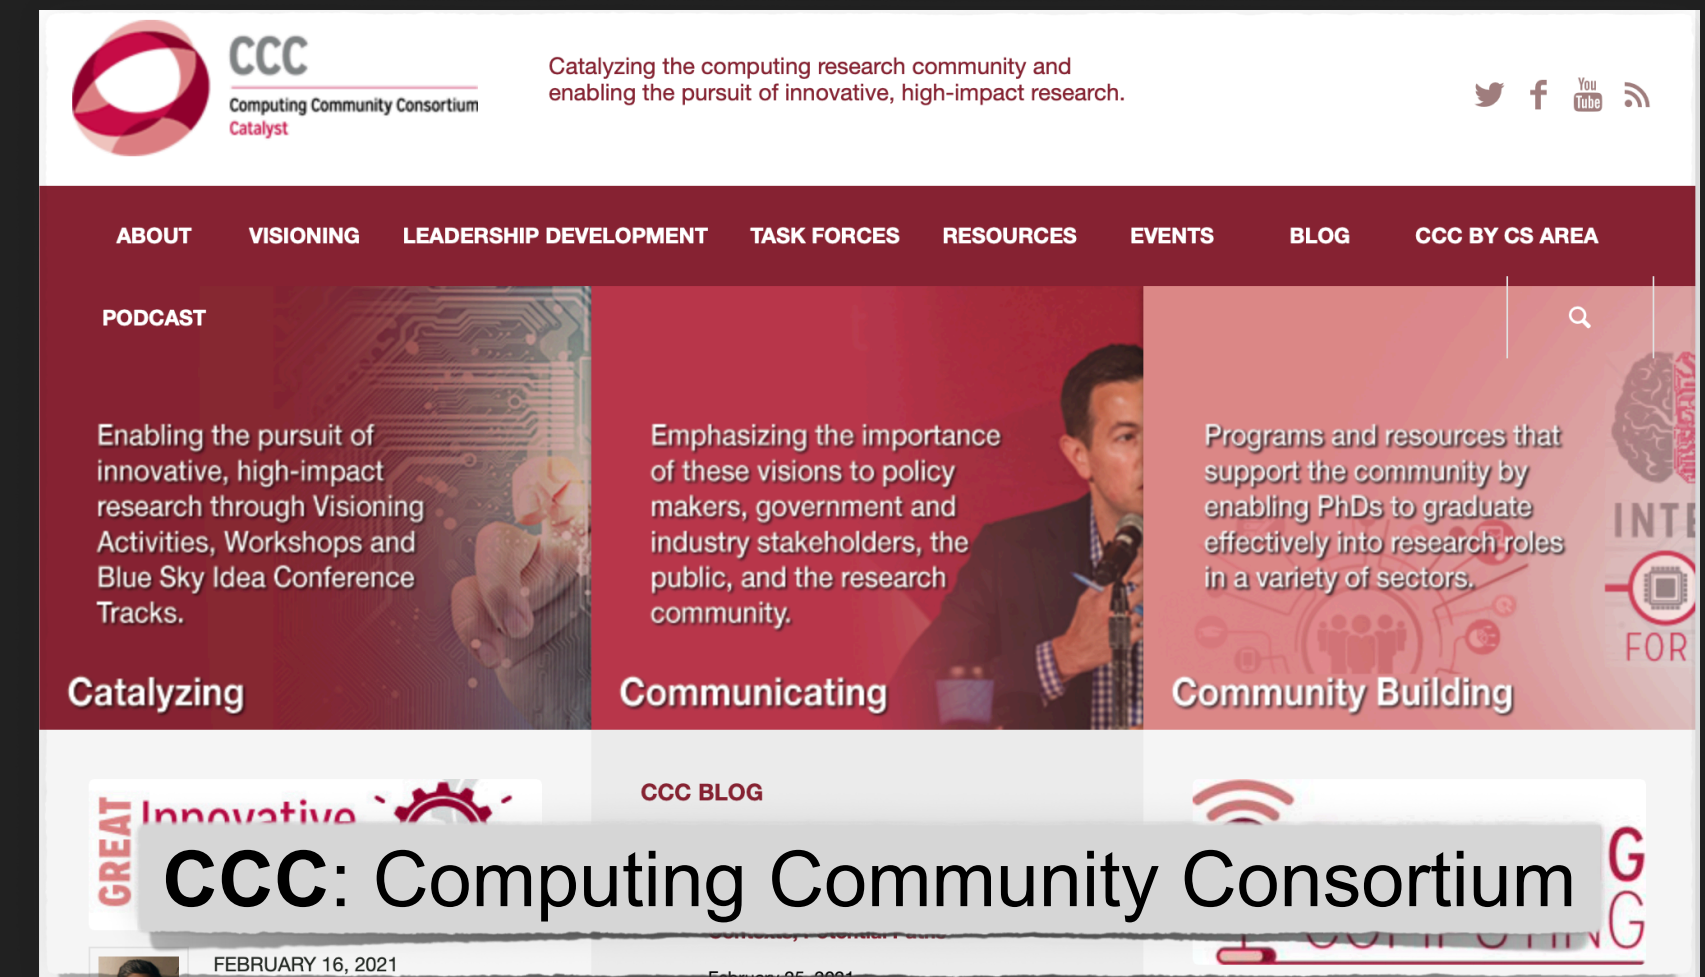 CCC
Computing Community Consortium
Catalyst
Catalyzing the computing research community and
enabling the pursuit of innovative, high-impact research.
You
Tube
ABOUT VISIONING LEADERSHIP DEVELOPMENT TASK FORCES RESOURCES EVENTS BLOG CCC BY CS AREA
PODCAST
Enabling the pursuit of
innovative, high-impact
research through Visioning
Activities, Workshops and
Blue Sky Idea Conference
Tracks.
Catalyzing
Emphasizing the importance
of these visions to policy
makers, government and
industry stakeholders, the
public, and the research
community.
Communicating
Programs and resources that
support the community by
enabling PhDs to graduate
effectively into research roles
in a variety of sectors.
Community Building
INTE
FOR
GREAT
Innovative
CCC BLOG
CCC: Computing Community Consortium
FEBRUARY 16, 2021